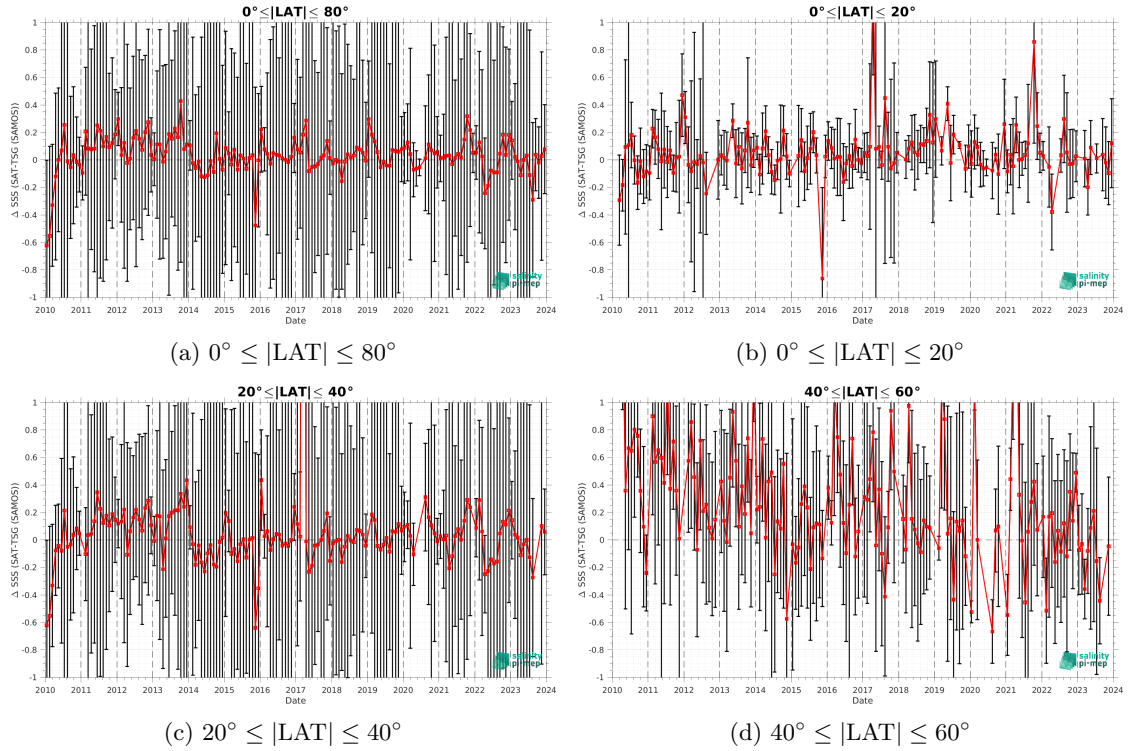 0°≤|LAT|≤ 80°
Δ SSS (SAT-TSG (SAMOS))
1
0.8
0.6
0.4
0.2
0
-0.2
-0.4
-0.6
-0.8
-1
salinity
pi-mep
2010 2011 2012 2013 2014 2015 2016 2017 2018 2019 2020 2021 2022 2023 2024
Date
(a) 0° ≤ |LAT| ≤ 80°
0°≤|LAT|≤ 20°
Δ SSS (SAT-TSG (SAMOS))
1
0.8
0.6
0.4
0.2
0
-0.2
-0.4
-0.6
-0.8
-1
salinity
pi-mep
2010 2011 2012 2013 2014 2015 2016 2017 2018 2019 2020 2021 2022 2023 2024
Date
(b) 0° ≤ |LAT| ≤ 20°
20°≤|LAT|≤ 40°
Δ SSS (SAT-TSG (SAMOS))
1
0.8
0.6
0.4
0.2
0
-0.2
-0.4
-0.6
-0.8
-1
salinity
pi-mep
2010 2011 2012 2013 2014 2015 2016 2017 2018 2019 2020 2021 2022 2023 2024
Date
(c) 20° ≤ |LAT| ≤ 40°
40°≤|LAT|≤ 60°
Δ SSS (SAT-TSG (SAMOS))
1
0.8
0.6
0.4
0.2
0
-0.2
-0.4
-0.6
-0.8
-1
salinity
pi-mep
2010 2011 2012 2013 2014 2015 2016 2017 2018 2019 2020 2021 2022 2023 2024
Date
(d) 40° ≤ |LAT| ≤ 60°